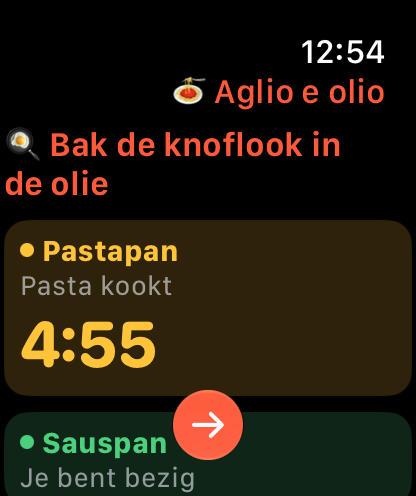 12:54
🍝 Aglio e olio
🍳 Bak de knoflook in
de olie
Pastapan
Pasta kookt
4:55
Sauspan
Je bent bezig